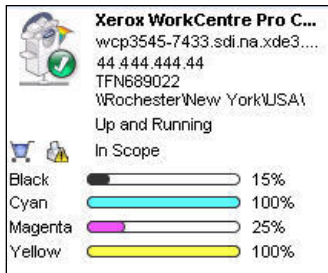 Xerox WorkCentre Pro C...
wcp3545-7433.sdi.na.xde3....
44.444.444.44
TFN689022
\\Rochester\New York\USA\
Up and Running
In Scope
Black 15%
Cyan 100%
Magenta 25%
Yellow 100%